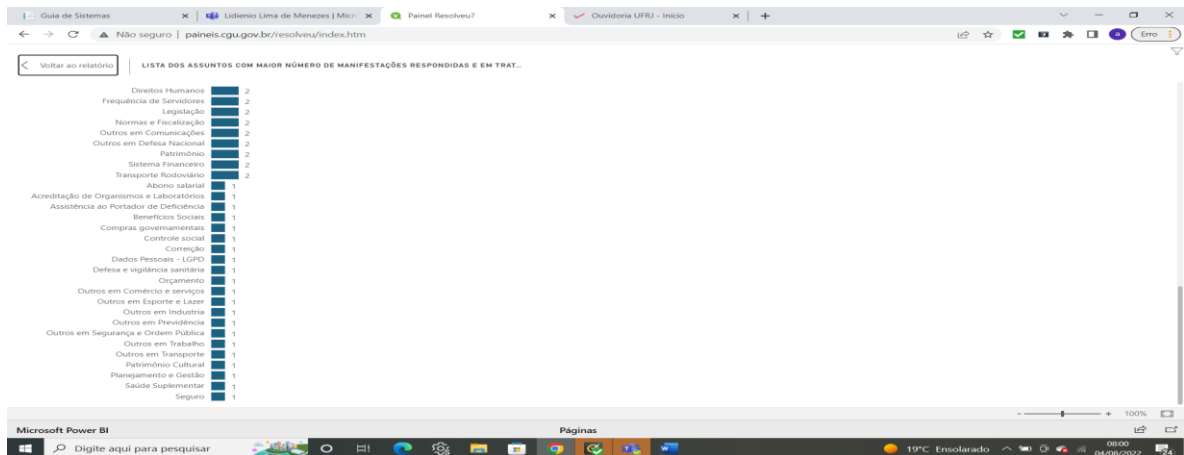 Guia de Sistemas
Lidienio Lima de Menezes | Micro
Painel Resolveu?
Ouvidoria UFRJ - Início
Não seguro | paineis.cgu.gov.br/resolveu/index.htm
Erro
Voltar ao relatório
LISTA DOS ASSUNTOS COM MAIOR NÚMERO DE MANIFESTAÇÕES RESPONDIDAS E EM TRAT...
Direitos Humanos 2
Frequência de Servidores 2
Legislação 2
Normas e Fiscalização 2
Outros em Comunicações 2
Outros em Defesa Nacional 2
Patrimônio 2
Sistema Financeiro 2
Transporte Rodoviário 2
Abono salarial 1
Acreditação de Organismos e Laboratórios 1
Assistência ao Portador de Deficiência 1
Benefícios Sociais 1
Compras governamentais 1
Controle social 1
Correição 1
Dados Pessoais - LGPD 1
Defesa e vigilância sanitária 1
Orçamento 1
Outros em Comércio e serviços 1
Outros em Esporte e Lazer 1
Outros em Industria 1
Outros em Previdência 1
Outros em Segurança e Ordem Pública 1
Outros em Trabalho 1
Outros em Transporte 1
Patrimônio Cultural 1
Planejamento e Gestão 1
Saúde Suplementar 1
Seguro 1
100%
Microsoft Power BI
Páginas
Digite aqui para pesquisar
19°C Ensolarado
08:00
04/08/2022
24